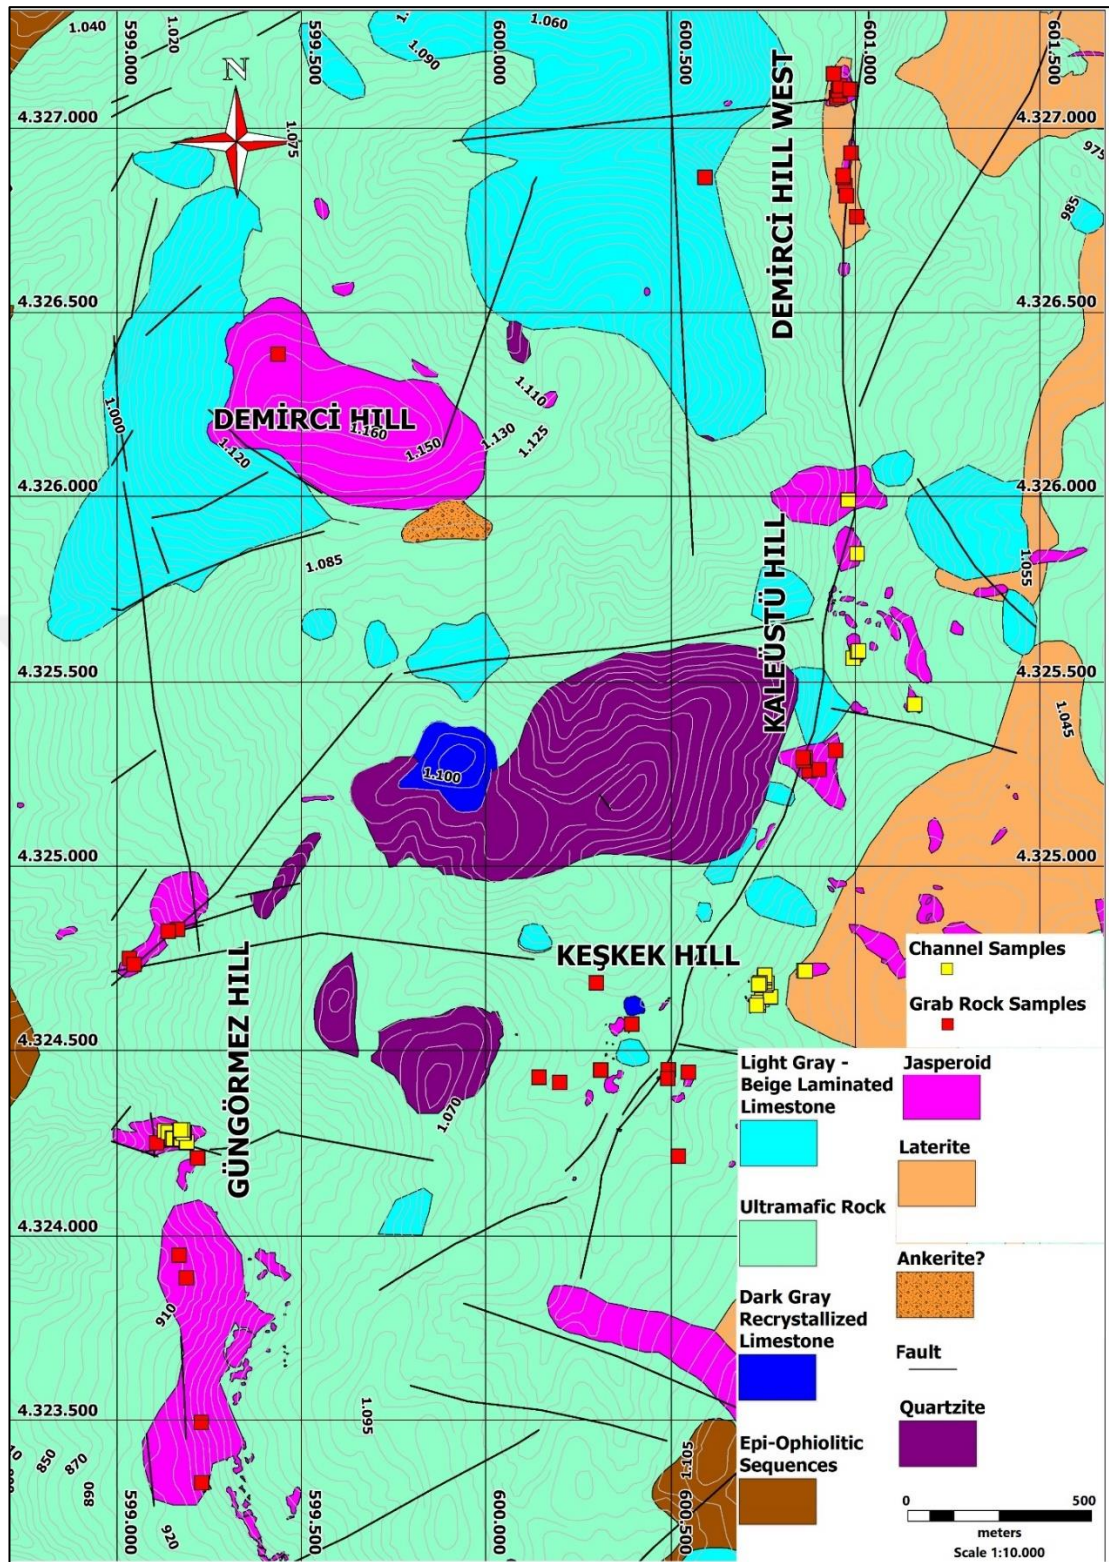 1.040
1.020
599.000
599.500
1.090
600.000
1.060
600.500
601.000
601.500
N
1.075
4.327.000
4.327.000
975
985
DEMİRCİ HILL WEST
4.326.500
4.326.500
1.000
DEMİRCİ HILL
1.110
1.160
1.150
1.130
1.125
1.120
4.326.000
4.326.000
1.085
1.055
KALEÜSTÜ HILL
4.325.500
4.325.500
1.045
1.100
4.325.000
4.325.000
KEŞKEK HILL
GÜNGÖRMEZ HILL
4.324.500
1.070
4.324.000
910
4.323.500
1.095
1.105
850
870
898
920
599.000
599.500
600.000
600.500
Channel Samples
Grab Rock Samples
Light Gray -
Beige Laminated
Limestone
Ultramafic Rock
Dark Gray
Recrystallized
Limestone
Epi-Ophiolitic
Sequences
Jasperoid
Laterite
Ankerite?
Fault
Quartzite
0
500
meters
Scale 1:10.000